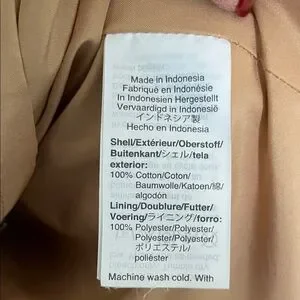 Made in Indonesia
Fabriqué en Indonésie
In Indonesien Hergestellt
Vervaardigd in Indonesië
インドネシア製
Hecho en Indonesia
Shell/Extérieur/Oberstoff/
Buitenkant/シェル/tela
exterior:
100% Cotton/Coton/
Baumwolle/Katoen/綿/
algodón
Lining/Doublure/Futter/
Voering/ライニング/forro:
100% Polyester/Polyester/
Polyester/Polyester/
ポリエステル/
poliéster
Machine wash cold. With